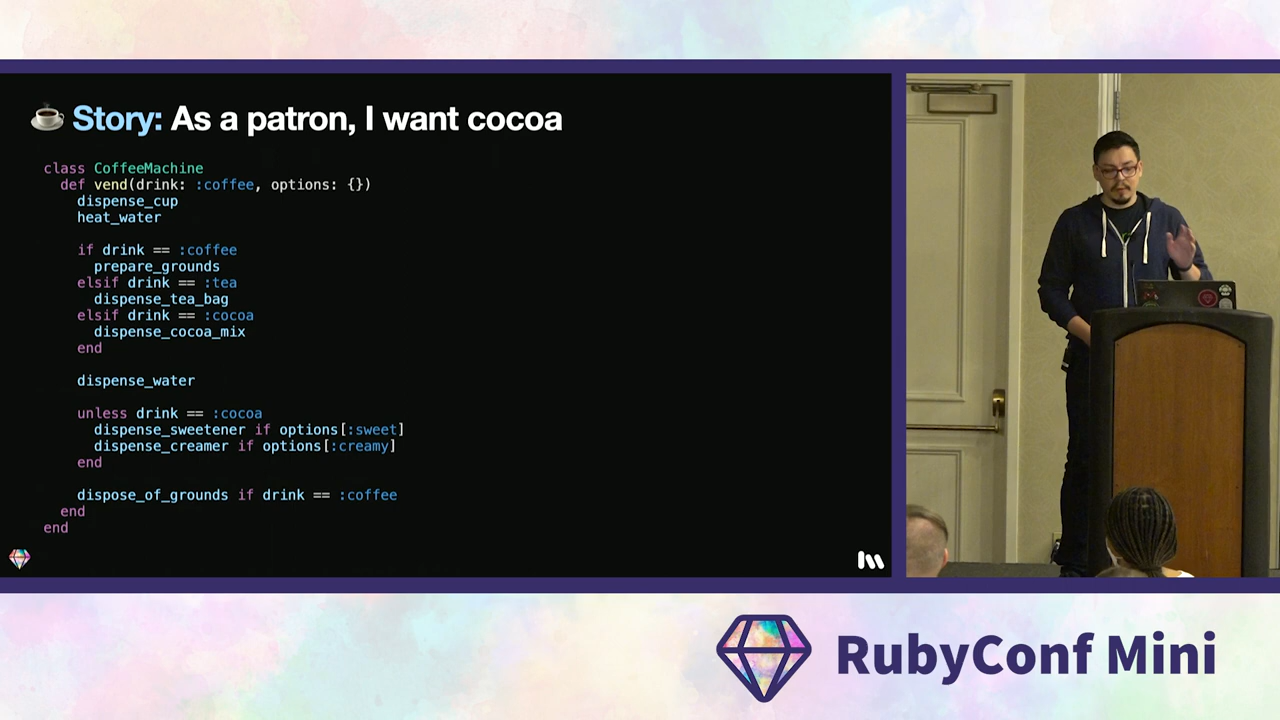 Story: As a patron, I want cocoa
class CoffeeMachine
  def vend(drink: :coffee, options: {})
    dispense_cup
    heat_water

    if drink == :coffee
      prepare_grounds
    elsif drink == :tea
      dispense_tea_bag
    elsif drink == :cocoa
      dispense_cocoa_mix
    end

    dispense_water

    unless drink == :cocoa
      dispense_sweetener if options[:sweet]
      dispense_creamer if options[:creamy]
    end

    dispose_of_grounds if drink == :coffee
  end
end
RubyConf Mini